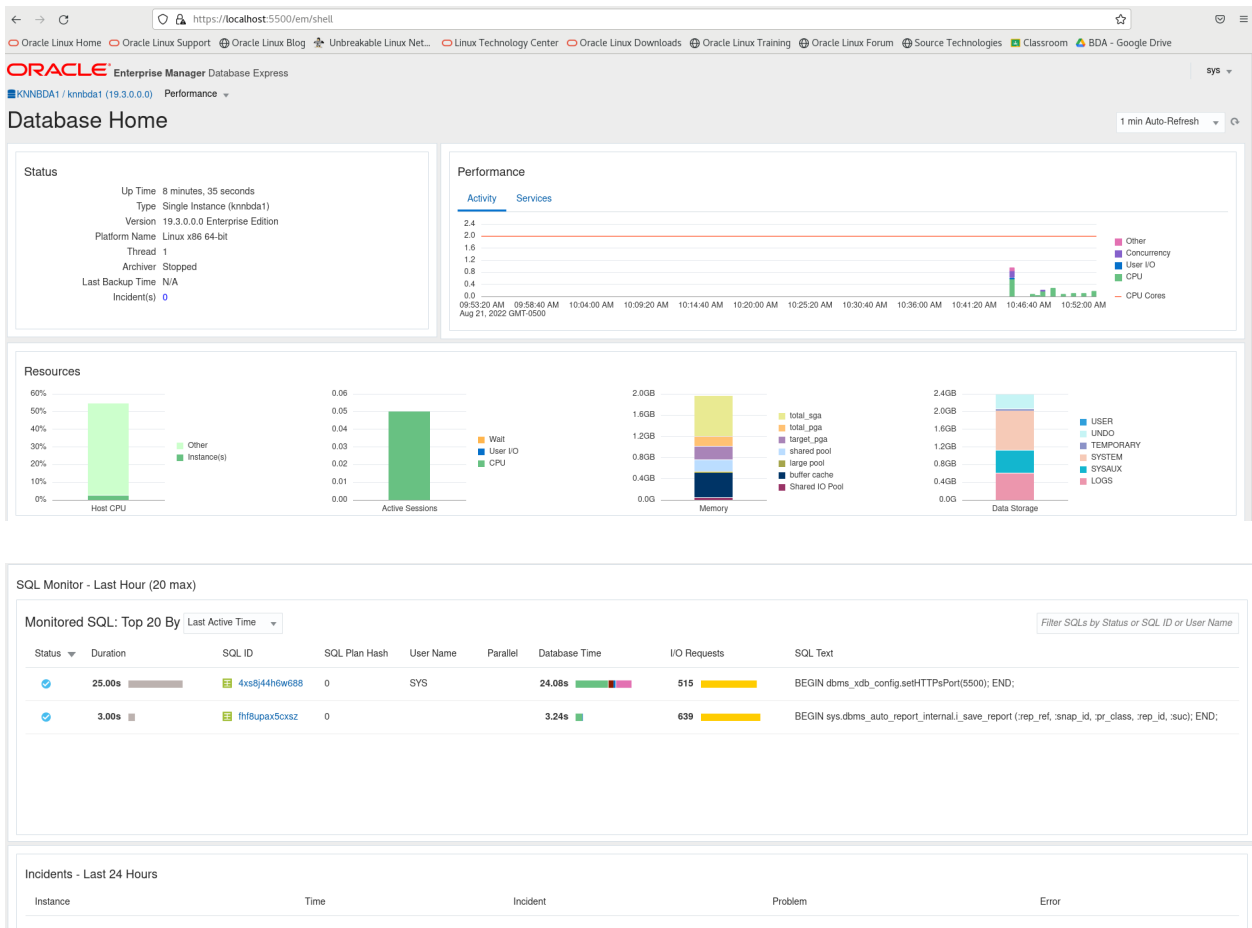 https://localhost:5500/em/shell
Oracle Linux Home Oracle Linux Support Oracle Linux Blog Unbreakable Linux Net... Linux Technology Center Oracle Linux Downloads Oracle Linux Training Oracle Linux Forum Source Technologies Classroom BDA - Google Drive
ORACLE Enterprise Manager Database Express
sys
KNNBDA1 / knnbda1 (19.3.0.0.0) Performance
Database Home
1 min Auto-Refresh
Status
Up Time 8 minutes, 35 seconds
Type Single Instance (knnbda1)
Version 19.3.0.0.0 Enterprise Edition
Platform Name Linux x86 64-bit
Thread 1
Archiver Stopped
Last Backup Time N/A
Incident(s) 0
Performance
Activity Services
2.4
2.0
1.6
1.2
0.8
0.4
0.0
09:53:20 AM 09:58:40 AM 10:04:00 AM 10:09:20 AM 10:14:40 AM 10:20:00 AM 10:25:20 AM 10:30:40 AM 10:36:00 AM 10:41:20 AM 10:46:40 AM 10:52:00 AM
Aug 21, 2022 GMT-0500
Other
Concurrency
User I/O
CPU
CPU Cores
Resources
60%
50%
40%
30%
20%
10%
0%
Host CPU
Other
Instance(s)
0.06
0.05
0.04
0.03
0.02
0.01
0.00
Active Sessions
Wait
User I/O
CPU
2.0GB
1.6GB
1.2GB
0.8GB
0.4GB
0.0G
Memory
total_sga
total_pga
target_pga
shared pool
large pool
buffer cache
Shared IO Pool
2.4GB
2.0GB
1.6GB
1.2GB
0.8GB
0.4GB
0.0G
Data Storage
USER
UNDO
TEMPORARY
SYSTEM
SYSAUX
LOGS
SQL Monitor - Last Hour (20 max)
Monitored SQL: Top 20 By Last Active Time
Filter SQLs by Status or SQL ID or User Name
Status Duration SQL ID SQL Plan Hash User Name Parallel Database Time I/O Requests SQL Text
25.00s 4xs8j44h6w688 0 SYS 24.08s 515 BEGIN dbms_xdb_config.setHTTPsPort(5500); END;
3.00s fhf8upax5cxsz 0 3.24s 639 BEGIN sys.dbms_auto_report_internal.i_save_report (:rep_ref, :snap_id, :pr_class, :rep_id, :suc); END;
Incidents - Last 24 Hours
Instance Time Incident Problem Error